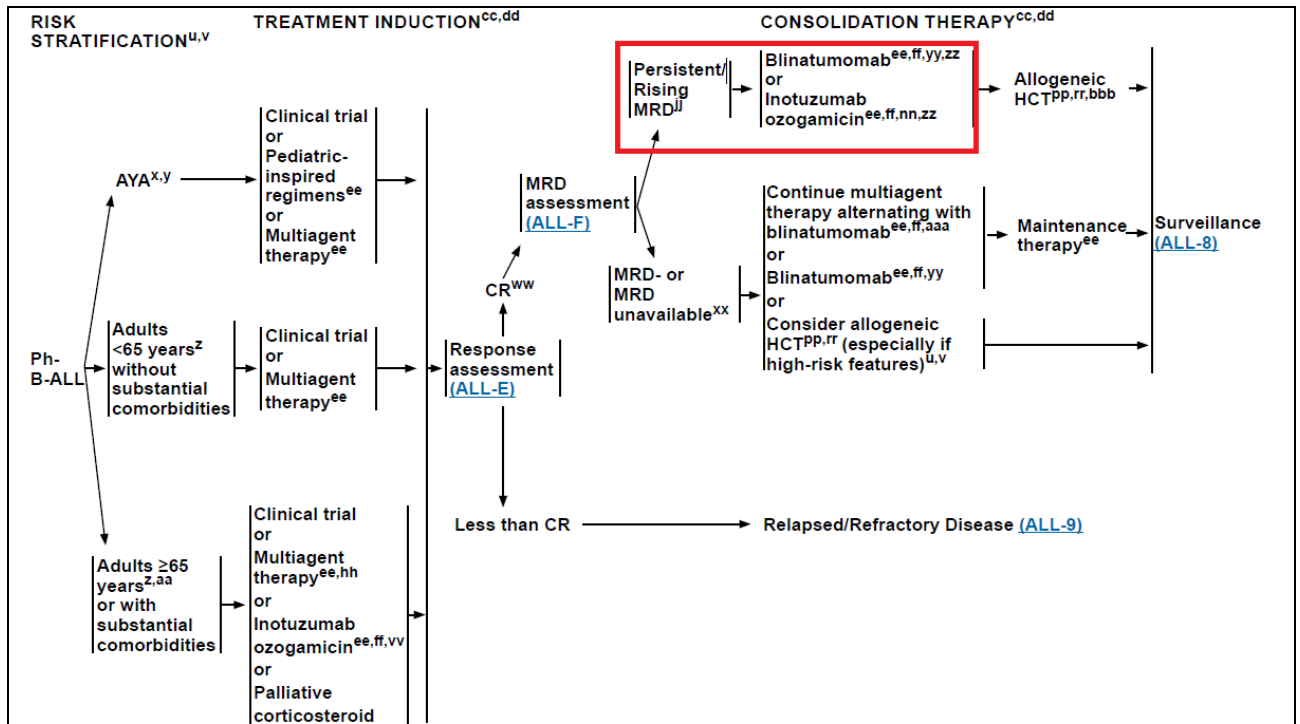 RISK
STRATIFICATIONu,v
TREATMENT INDUCTIONcc,dd
CONSOLIDATION THERAPYcc,dd
Ph-
B-ALL
AYAx,y
Clinical trial
or
Pediatric-
inspired
regimensee
or
Multiagent
therapyee
Adults
<65 yearsz
without
substantial
comorbidities
Clinical trial
or
Multiagent
therapyee
Adults ≥65
yearsz,aa
or with
substantial
comorbidities
Clinical trial
or
Multiagent
therapyee,hh
or
Inotuzumab
ozogamicinee,ff,vv
or
Palliative
corticosteroid
Response
assessment
(ALL-E)
CRww
MRD
assessment
(ALL-F)
Persistent/
Rising
MRDjj
Blinatumomabee,ff,yy,zz
or
Inotuzumab
ozogamicinee,ff,nn,zz
Allogeneic
HCTpp,rr,bbb
MRD- or
MRD
unavailablexx
Continue multiagent
therapy alternating with
blinatumomabee,ff,aaa
or
Blinatumomabee,ff,yy
or
Consider allogeneic
HCTpp,rr (especially if
high-risk features)u,v
Maintenance
therapyee
Surveillance
(ALL-8)
Less than CR
Relapsed/Refractory Disease (ALL-9)